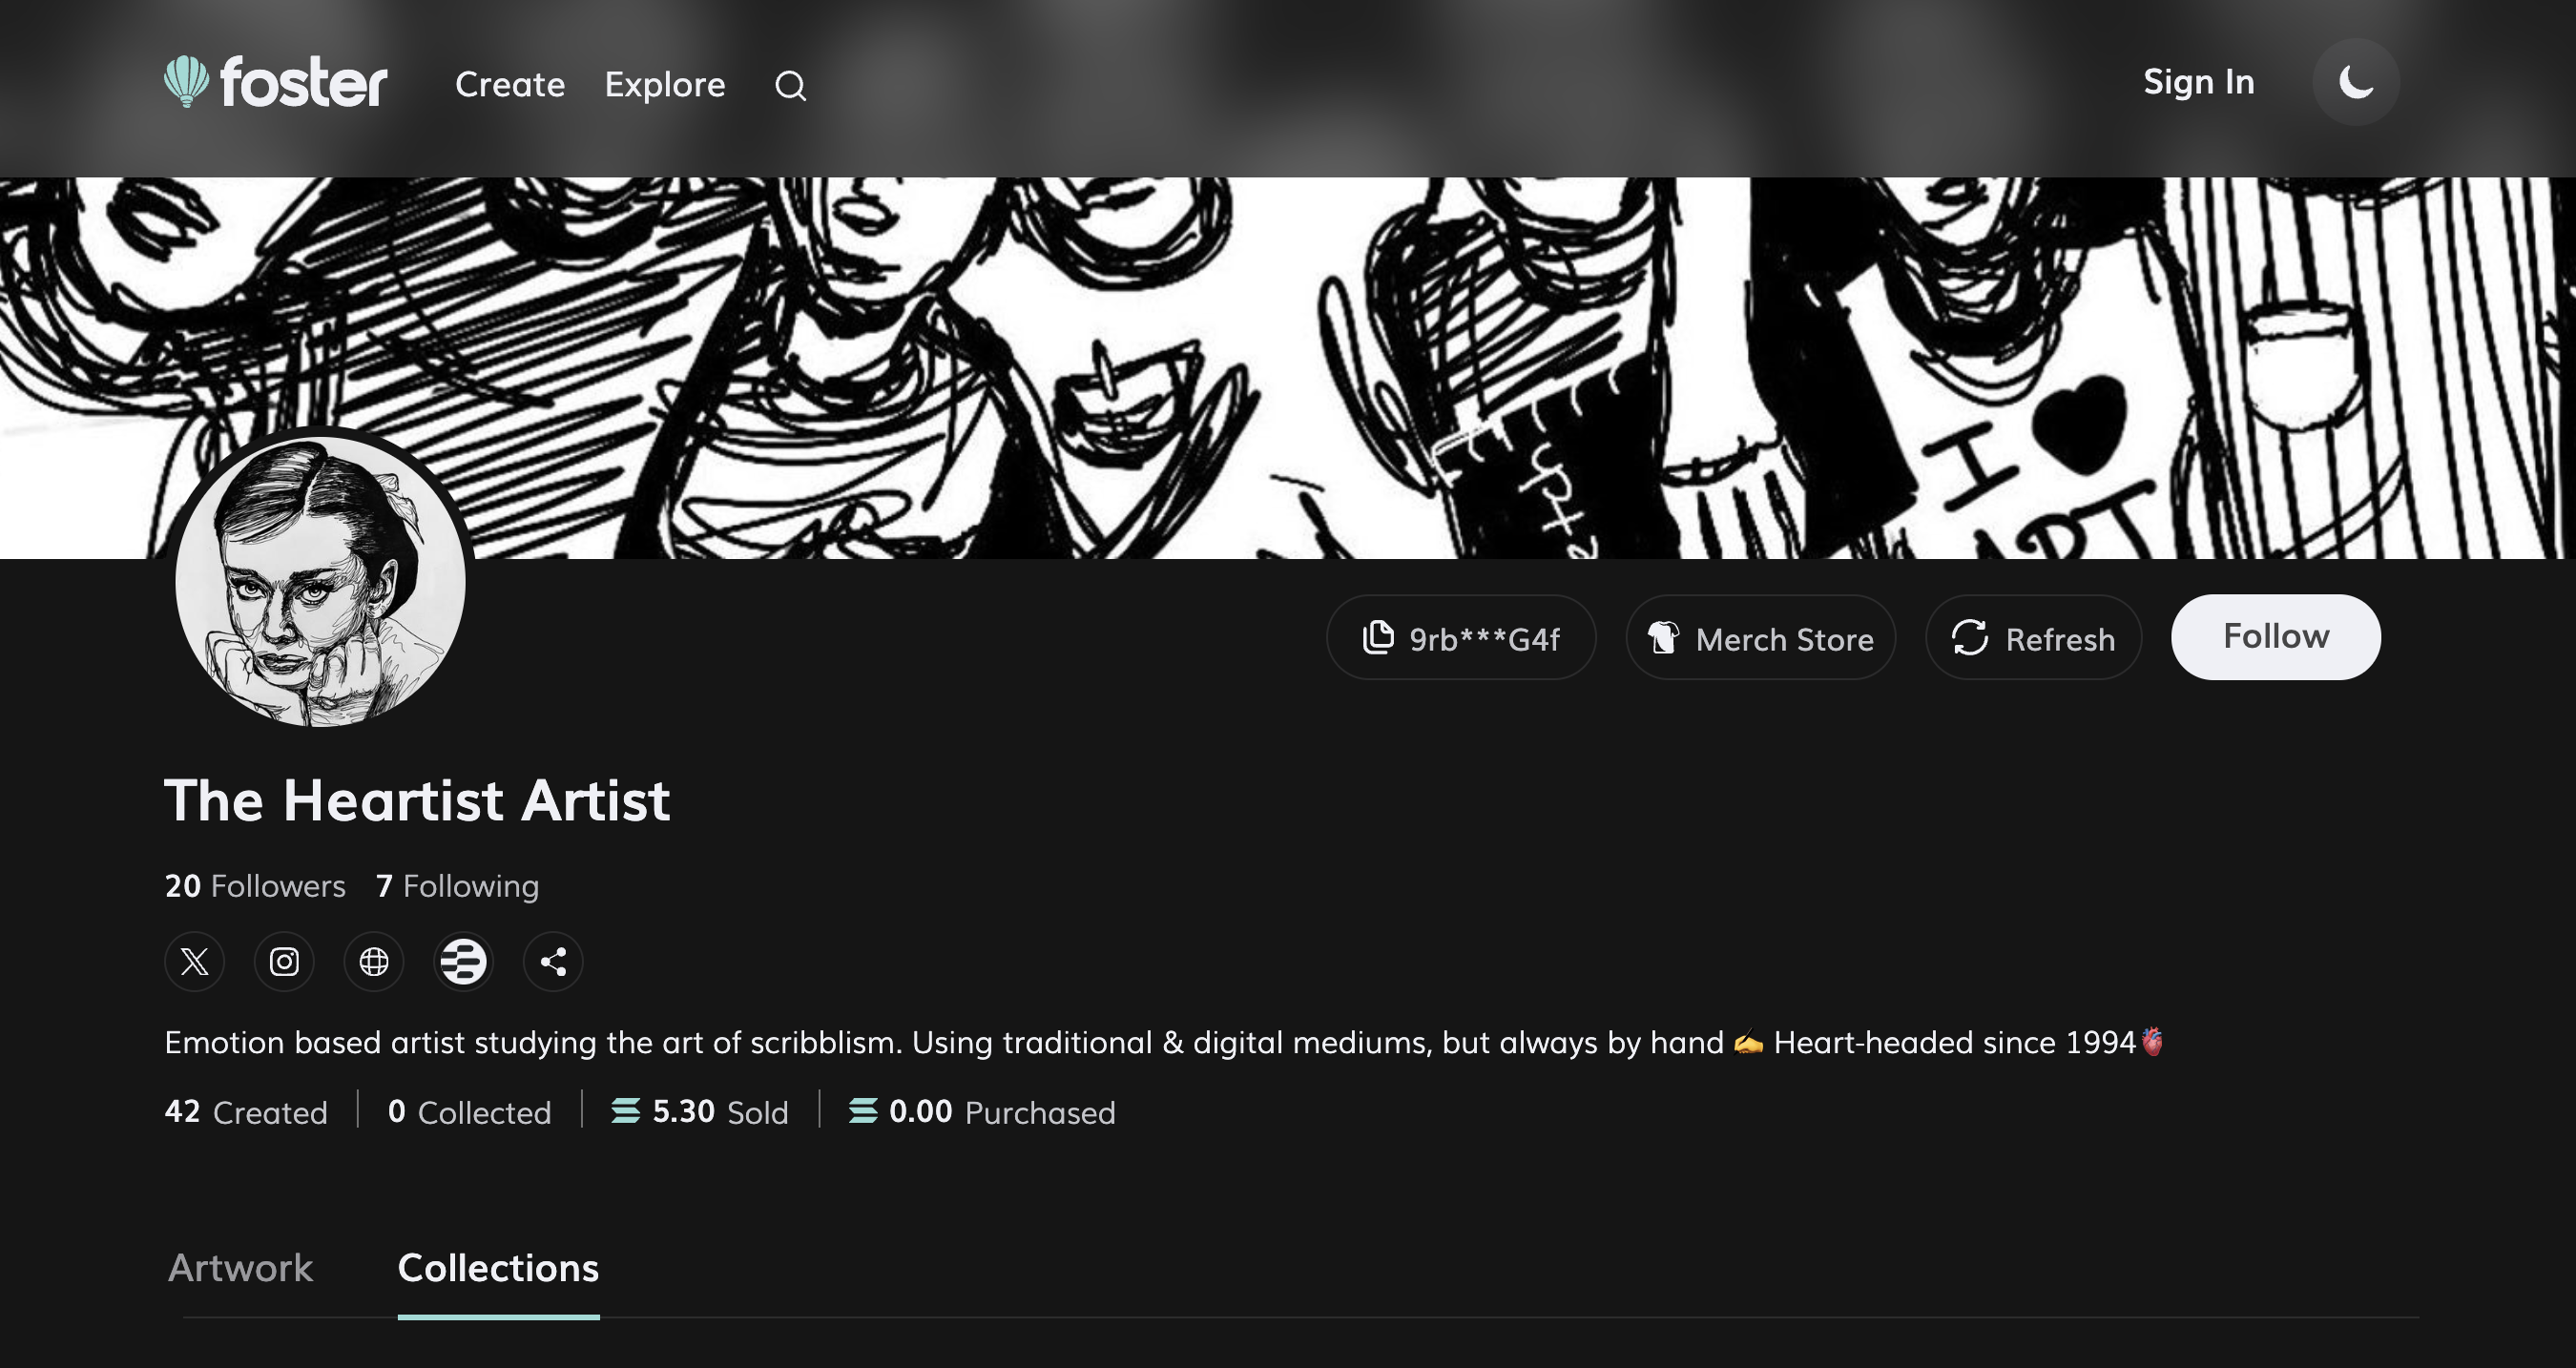 foster
Create
Explore
Sign In
I ♥
ART
9rb***G4f
Merch Store
Refresh
Follow
The Heartist Artist
20 Followers 7 Following
Emotion based artist studying the art of scribblism. Using traditional & digital mediums, but always by hand ✍️ Heart-headed since 1994🫀
42 Created
0 Collected
5.30 Sold
0.00 Purchased
Artwork
Collections